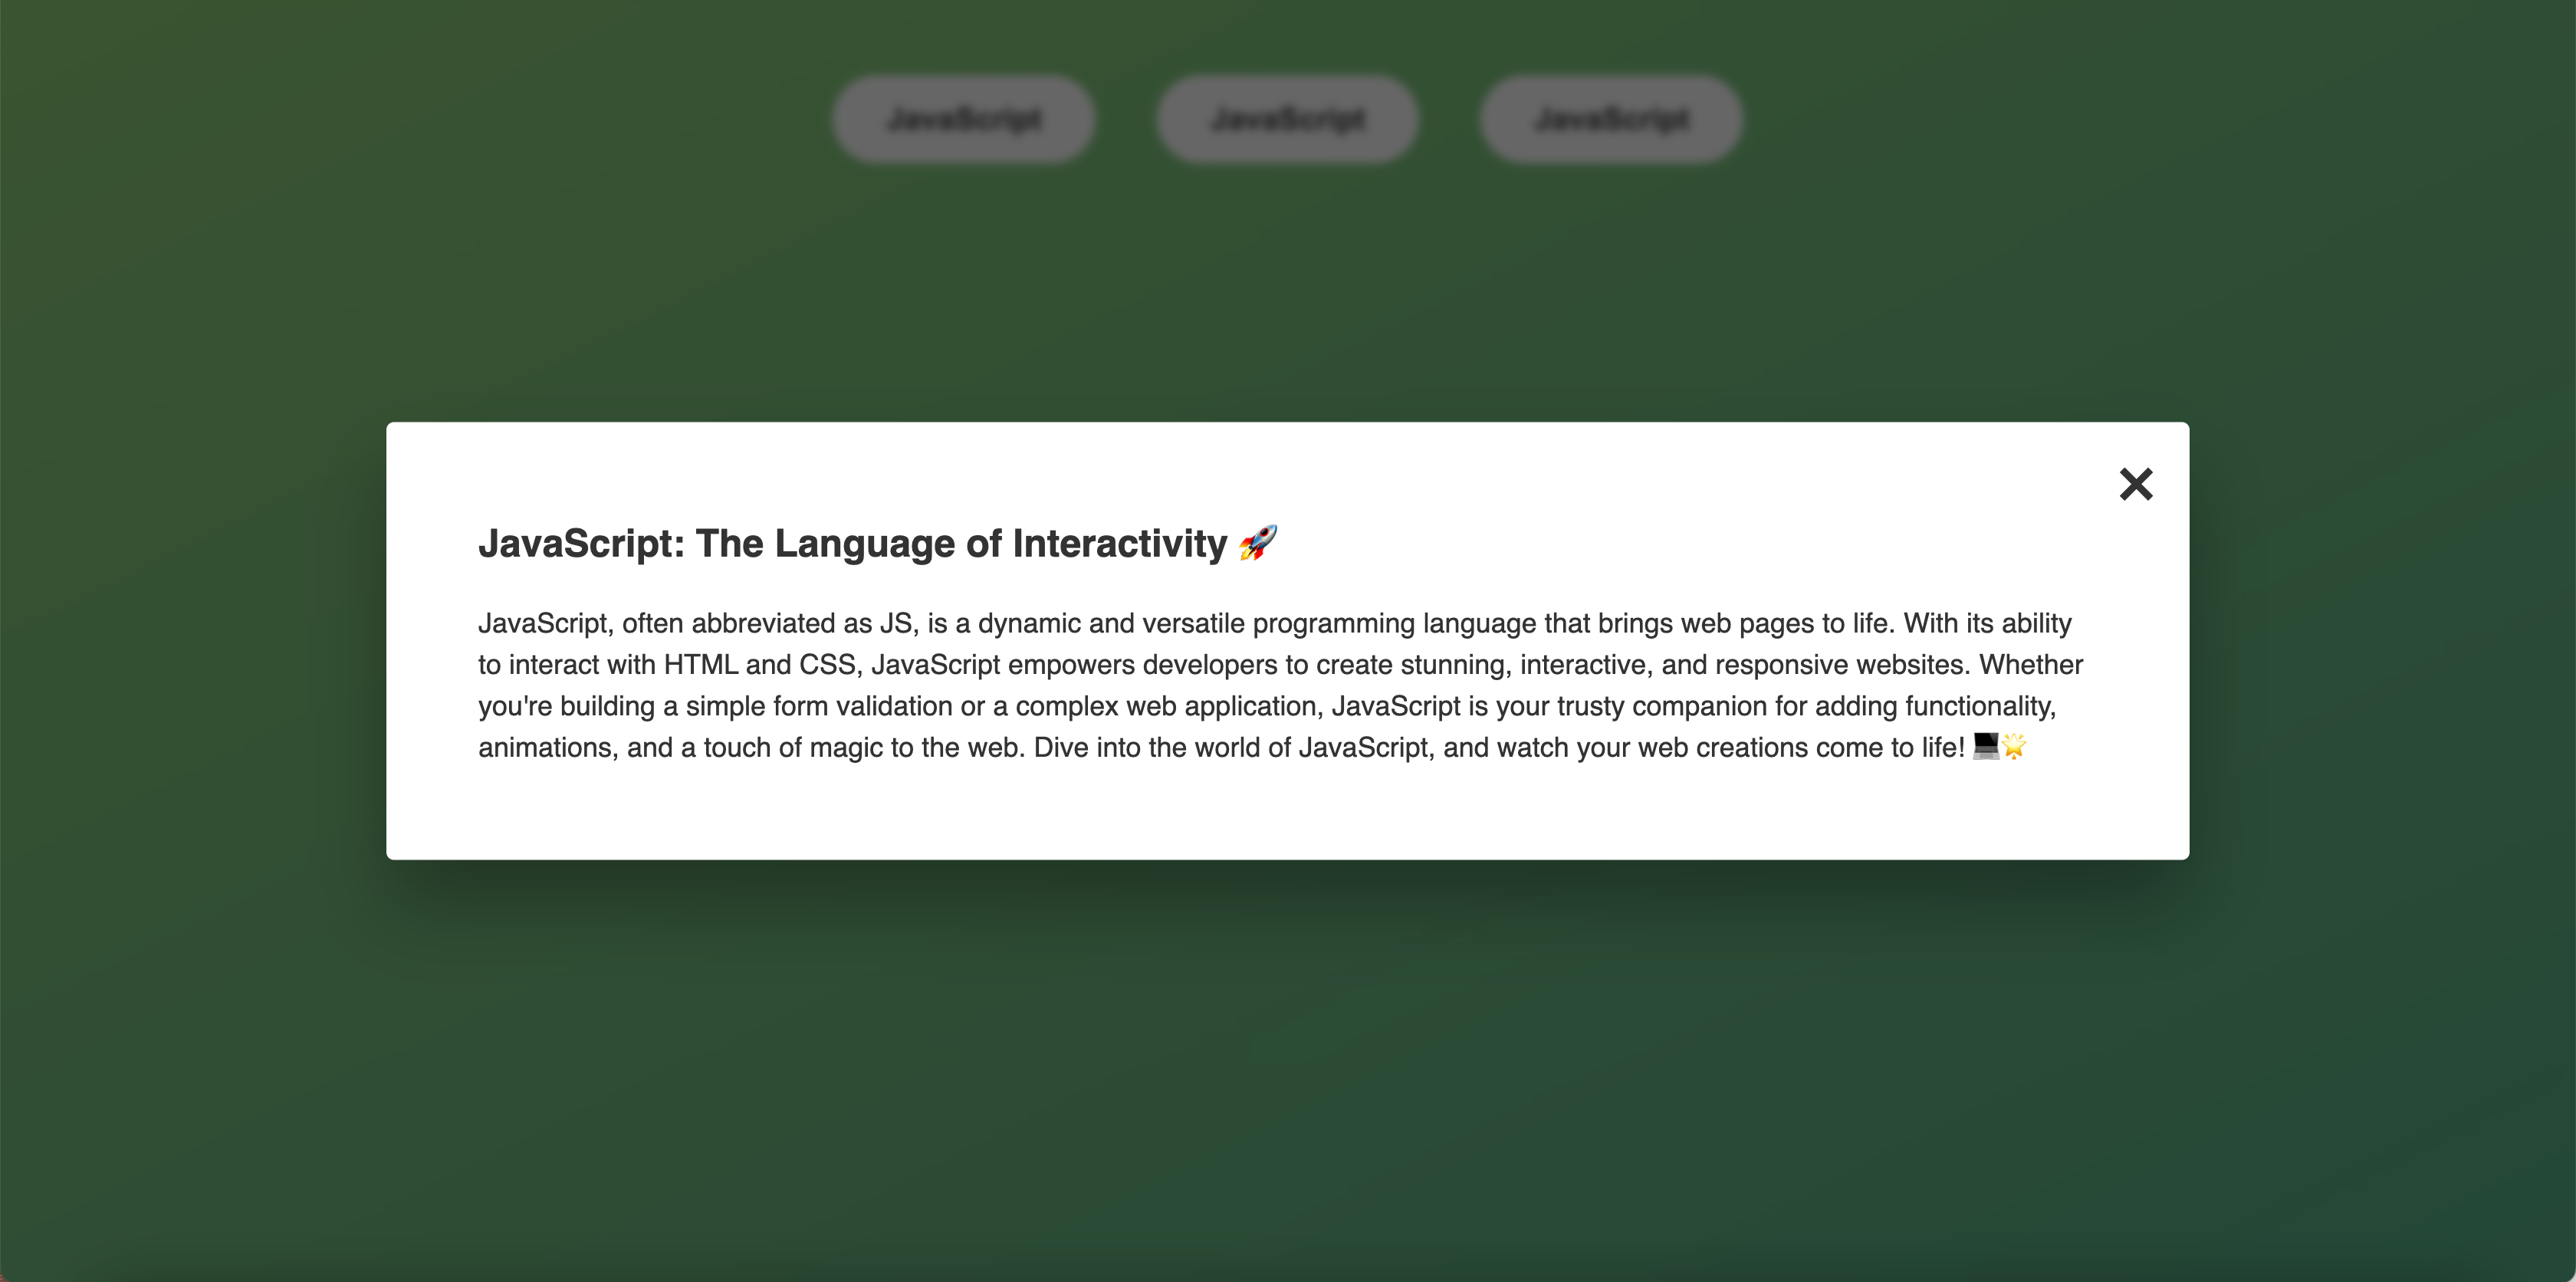 JavaScript JavaScript JavaScript
JavaScript: The Language of Interactivity 🚀
JavaScript, often abbreviated as JS, is a dynamic and versatile programming language that brings web pages to life. With its ability
to interact with HTML and CSS, JavaScript empowers developers to create stunning, interactive, and responsive websites. Whether
you're building a simple form validation or a complex web application, JavaScript is your trusty companion for adding functionality,
animations, and a touch of magic to the web. Dive into the world of JavaScript, and watch your web creations come to life! 💻🌟